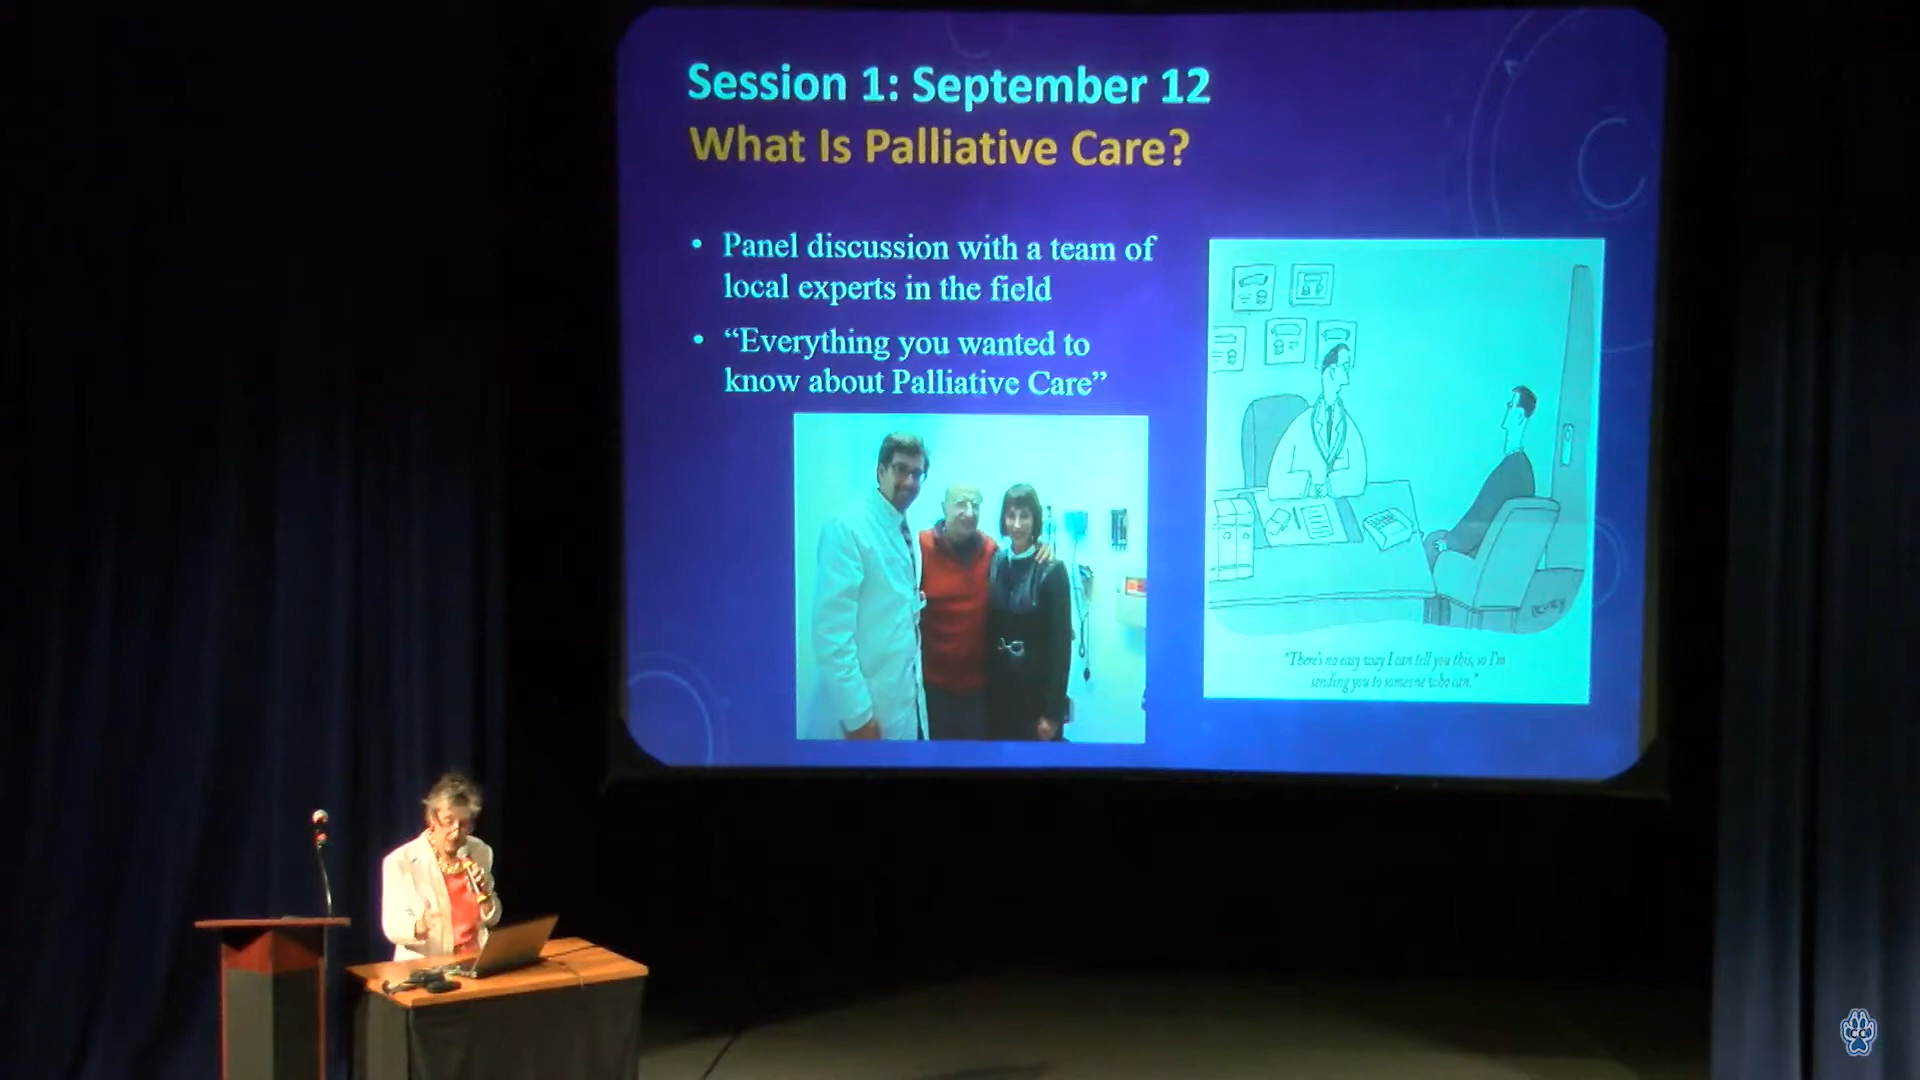 Session 1: September 12
What Is Palliative Care?
• Panel discussion with a team of
local experts in the field
• “Everything you wanted to
know about Palliative Care”
"There's no easy way I can tell you this, so I'm
sending you to someone who can."